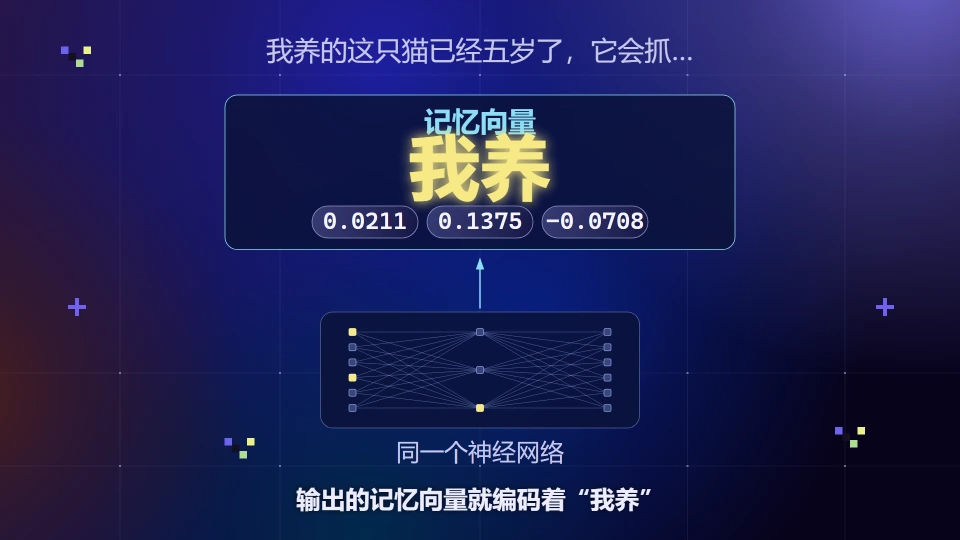 我养的这只猫已经五岁了，它会抓...
记忆向量
我养
0.0211 0.1375 -0.0708
同一个神经网络
输出的记忆向量就编码着“我养”